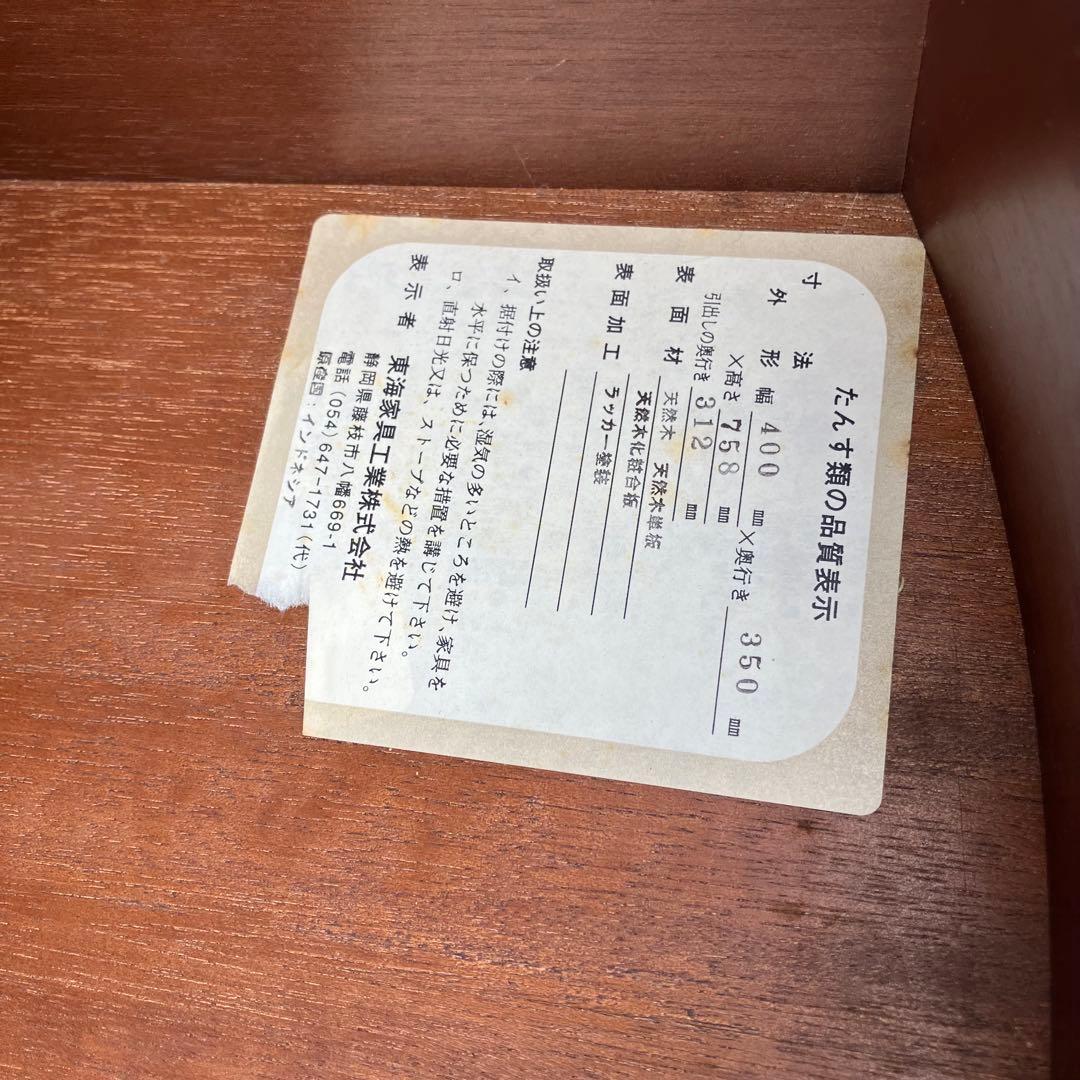 たんす類の品質表示
寸法
外形 幅 400 mm×奥行き 350 mm
×高さ 758 mm
引出しの奥行き 312 mm
表面材 天然木 天然木単板
天然木化粧合板
表面加工 ラッカー塗装
取扱い上の注意
イ、据付けの際には、湿気の多いところを避け、家具を
水平に保つために必要な措置を講じて下さい。
ロ、直射日光又は、ストーブなどの熱を避けて下さい。
表示者 東海家具工業株式会社
静岡県藤枝市八幡669-1
電話(054)647-1731(代)
原産国:インドネシア